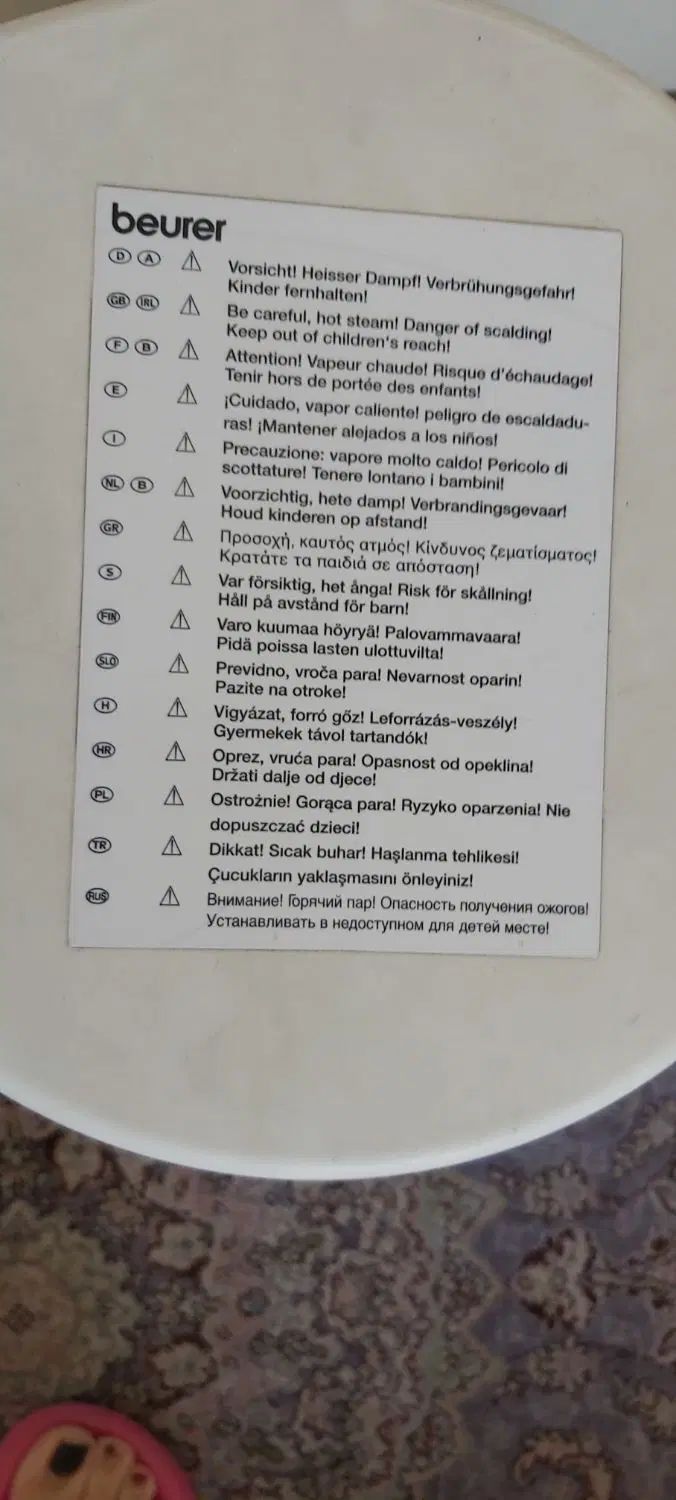 beurer
D A Vorsicht! Heisser Dampf! Verbrühungsgefahr!
Kinder fernhalten!
GB IRL Be careful, hot steam! Danger of scalding!
Keep out of children's reach!
F B Attention! Vapeur chaude! Risque d'échaudage!
Tenir hors de portée des enfants!
E ¡Cuidado, vapor caliente! peligro de escaldadu-
ras! ¡Mantener alejados a los niños!
I Precauzione: vapore molto caldo! Pericolo di
scottature! Tenere lontano i bambini!
NL B Voorzichtig, hete damp! Verbrandingsgevaar!
Houd kinderen op afstand!
GR Προσοχή, καυτός ατμός! Κίνδυνος ζεματίσματος!
Κρατάτε τα παιδιά σε απόσταση!
S Var försiktig, het ånga! Risk för skållning!
Håll på avstånd för barn!
FIN Varo kuumaa höyryä! Palovammavaara!
Pidä poissa lasten ulottuvilta!
SLO Previdno, vroča para! Nevarnost oparin!
Pazite na otroke!
H Vigyázat, forró gőz! Leforrázás-veszély!
Gyermekek távol tartandók!
HR Oprez, vruća para! Opasnost od opeklina!
Držati dalje od djece!
PL Ostrożnie! Gorąca para! Ryzyko oparzenia! Nie
dopuszczać dzieci!
TR Dikkat! Sıcak buhar! Haşlanma tehlikesi!
Çucukların yaklaşmasını önleyiniz!
RUS Внимание! Горячий пар! Опасность получения ожогов!
Устанавливать в недоступном для детей месте!